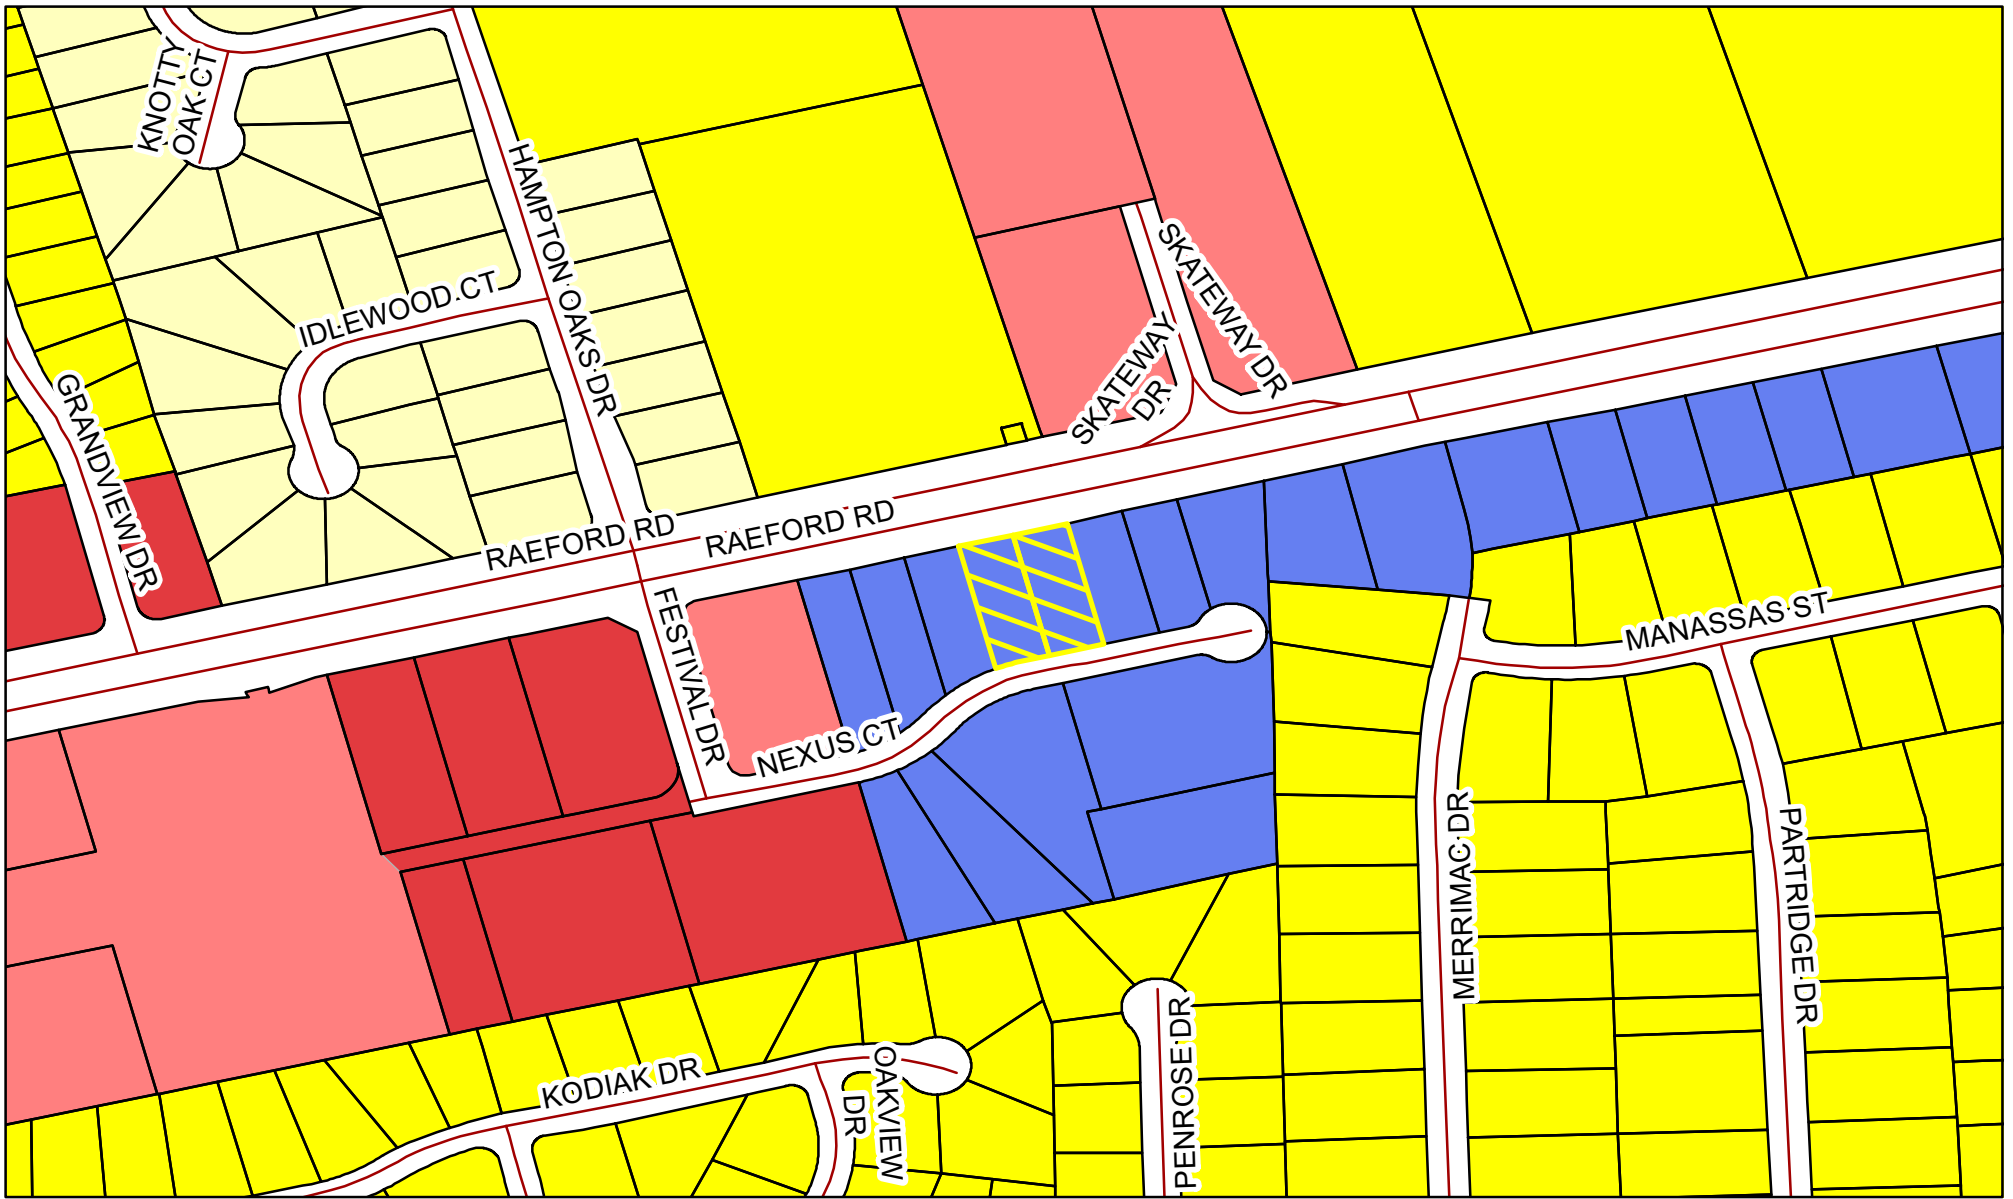 KNOTTY
OAK CT
HAMPTON OAKS DR
IDLEWOOD CT
SKATEWAY DR
SKATEWAY
DR
GRANDVIEW DR
RAEFORD RD
RAEFORD RD
FESTIVAL DR
MANASSAS ST
NEXUS CT
MERRIMAC DR
PARTRIDGE DR
KODIAK DR
OAKVIEW
DR
PENROSE DR